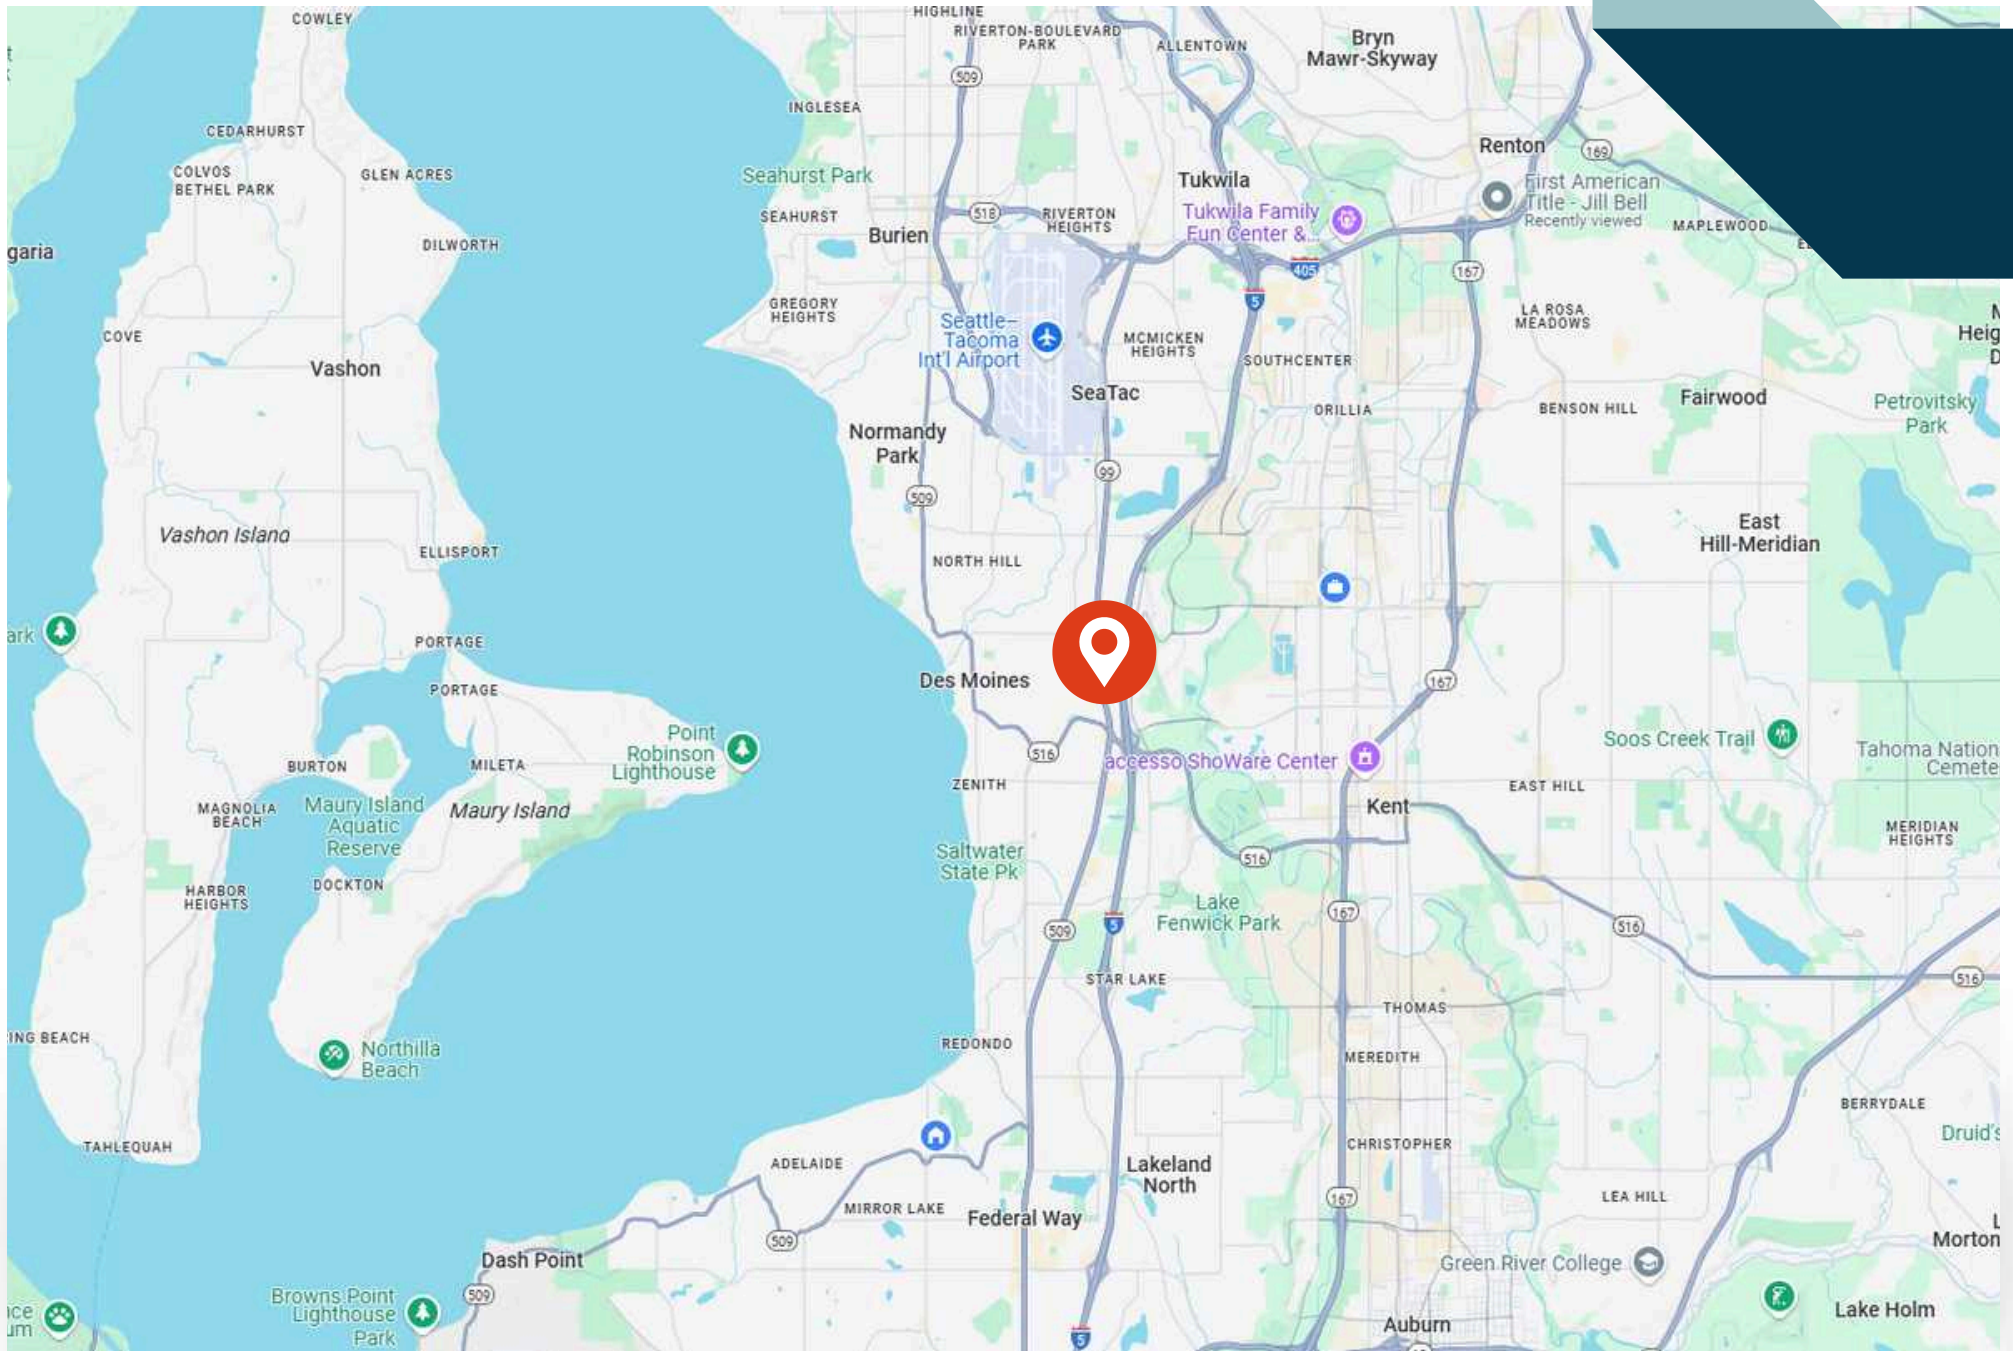 COWLEY
HIGHLINE
RIVERTON-BOULEVARD
PARK
ALLENTOWN
Bryn
Mawr-Skyway
509
INGLESEA
CEDARHURST
Renton
169
COLVOS
BETHEL PARK
GLEN ACRES
Seahurst Park
Tukwila
First American
Title - Jill Bell
Recently viewed
SEAHURST
518
RIVERTON
HEIGHTS
Tukwila Family
Fun Center &...
MAPLEWOOD
Burien
DILWORTH
garia
405
167
5
GREGORY
HEIGHTS
LA ROSA
MEADOWS
Seattle–
Tacoma
Int'l Airport
MCMICKEN
HEIGHTS
SOUTHCENTER
Heig
D
COVE
Vashon
SeaTac
ORILLIA
BENSON HILL
Fairwood
Petrovitsky
Park
Normandy
Park
99
509
Vashon Island
East
Hill-Meridian
ELLISPORT
NORTH HILL
ark
PORTAGE
Des Moines
PORTAGE
167
Point
Robinson
Lighthouse
516
accesso ShoWare Center
Soos Creek Trail
Tahoma Nation
Cemete
BURTON
MILETA
ZENITH
EAST HILL
MAGNOLIA
BEACH
Maury Island
Aquatic
Reserve
Maury Island
Kent
MERIDIAN
HEIGHTS
Saltwater
State Pk
516
DOCKTON
HARBOR
HEIGHTS
Lake
Fenwick Park
167
516
509
5
STAR LAKE
516
THOMAS
ING BEACH
Northilla
Beach
REDONDO
MEREDITH
BERRYDALE
Druid's
TAHLEQUAH
ADELAIDE
CHRISTOPHER
Lakeland
North
167
LEA HILL
MIRROR LAKE
Federal Way
L
Morton
509
Dash Point
Green River College
Browns Point
Lighthouse
Park
509
nce
um
Lake Holm
Auburn
5